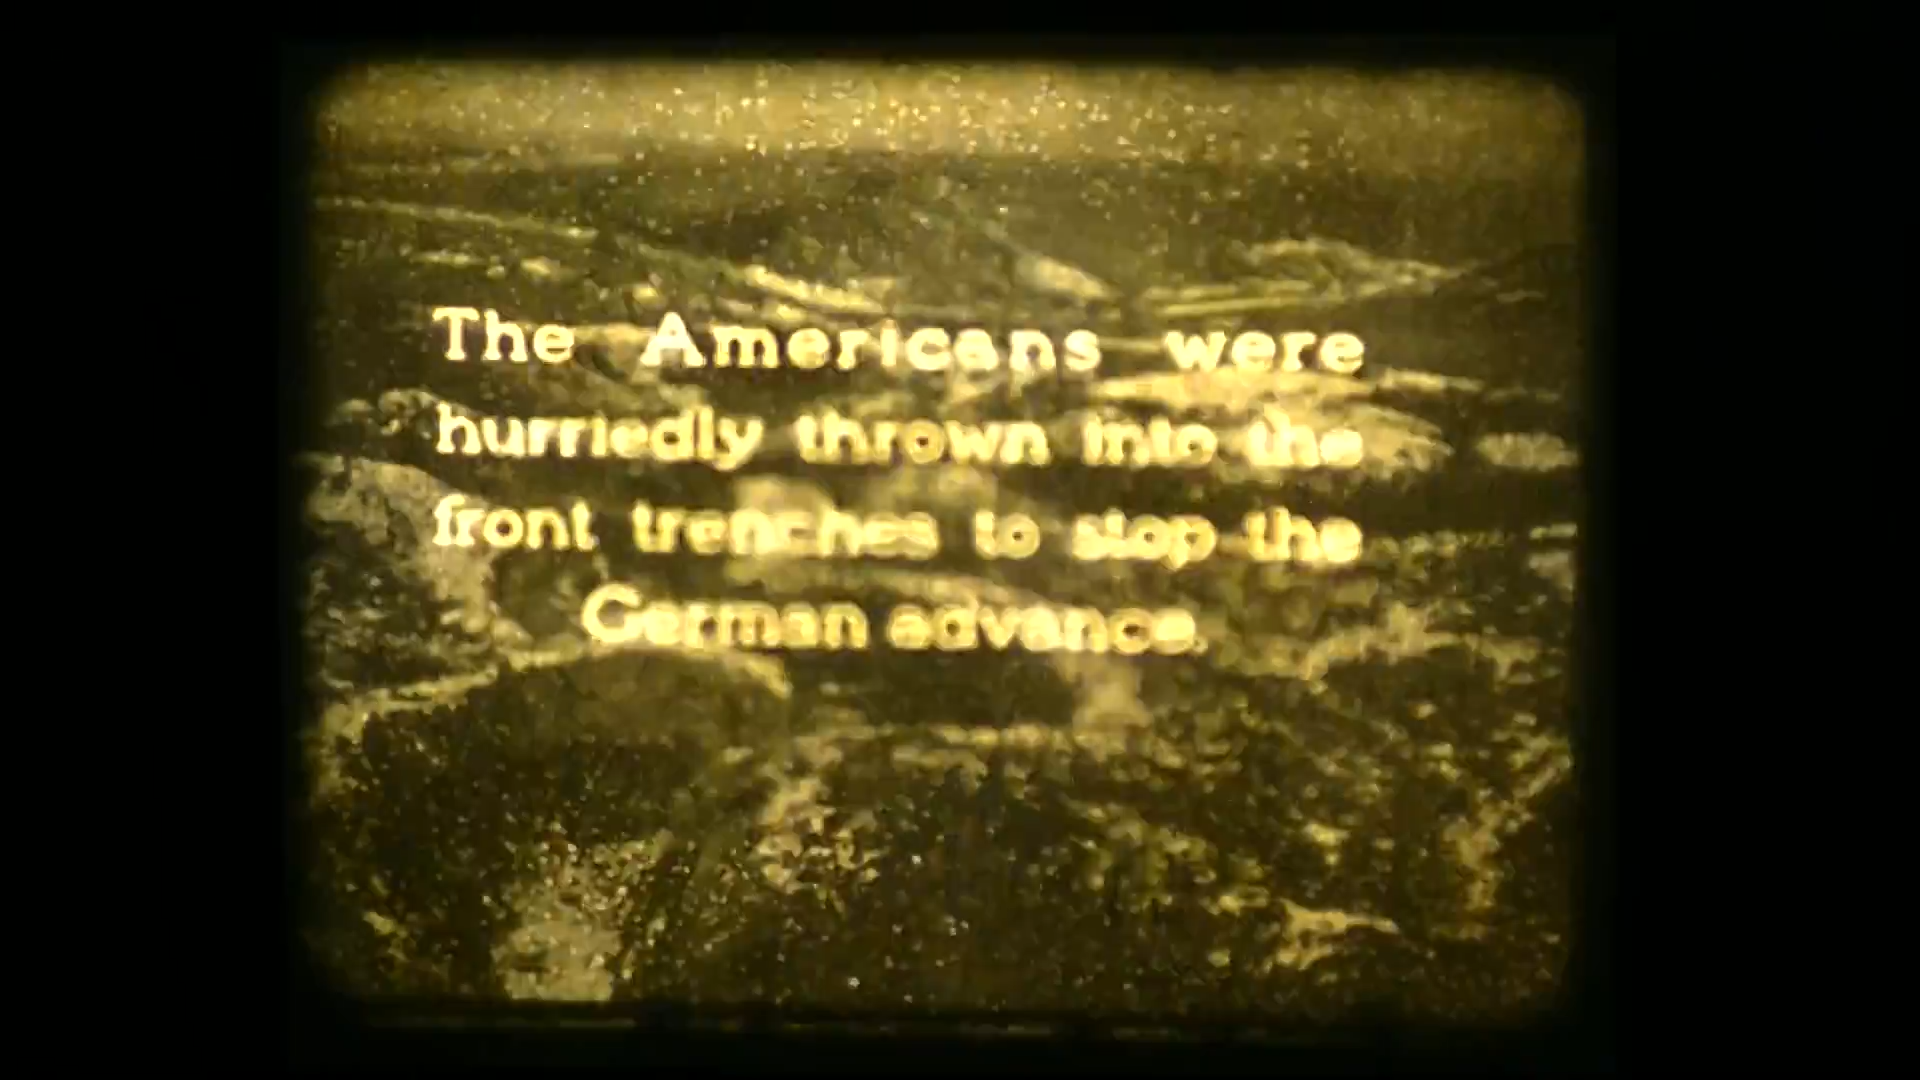 The Americans were
hurriedly thrown into the
front trenches to stop the
German advance.